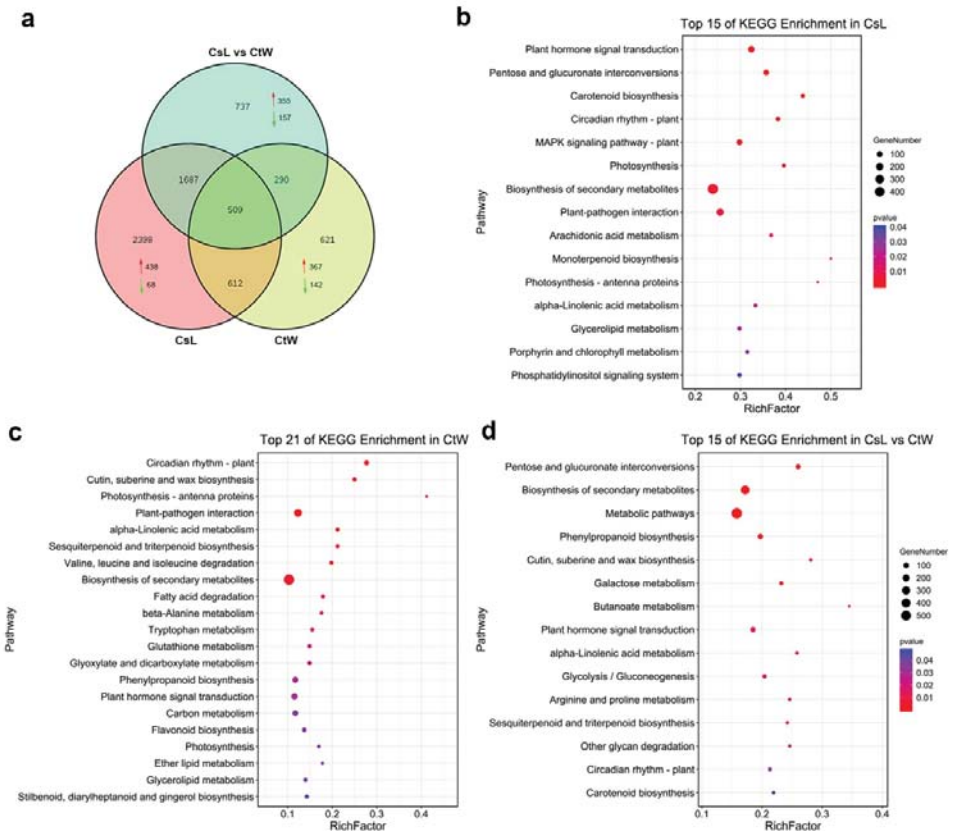 a
CsL vs CtW
737
355
157
1687
290
509
2399
438
68
612
621
367
142
CsL
CtW
b
Top 15 of KEGG Enrichment in CsL
Pathway
Plant hormone signal transduction
Pentose and glucuronate interconversions
Carotenoid biosynthesis
Circadian rhythm - plant
MAPK signaling pathway - plant
Photosynthesis
Biosynthesis of secondary metabolites
Plant-pathogen interaction
Arachidonic acid metabolism
Monoterpenoid biosynthesis
Photosynthesis - antenna proteins
alpha-Linolenic acid metabolism
Glycerolipid metabolism
Porphyrin and chlorophyll metabolism
Phosphatidylinositol signaling system
0.2 0.3 0.4 0.5
RichFactor
GeneNumber
100
200
300
400
pvalue
0.04
0.03
0.02
0.01
c
Top 21 of KEGG Enrichment in CtW
Pathway
Circadian rhythm - plant
Cutin, suberine and wax biosynthesis
Photosynthesis - antenna proteins
Plant-pathogen interaction
alpha-Linolenic acid metabolism
Sesquiterpenoid and triterpenoid biosynthesis
Valine, leucine and isoleucine degradation
Biosynthesis of secondary metabolites
Fatty acid degradation
beta-Alanine metabolism
Tryptophan metabolism
Glutathione metabolism
Glyoxylate and dicarboxylate metabolism
Phenylpropanoid biosynthesis
Plant hormone signal transduction
Carbon metabolism
Flavonoid biosynthesis
Photosynthesis
Ether lipid metabolism
Glycerolipid metabolism
Stilbenoid, diarylheptanoid and gingerol biosynthesis
0.1 0.2 0.3 0.4
RichFactor
d
Top 15 of KEGG Enrichment in CsL vs CtW
Pathway
Pentose and glucuronate interconversions
Biosynthesis of secondary metabolites
Metabolic pathways
Phenylpropanoid biosynthesis
Cutin, suberine and wax biosynthesis
Galactose metabolism
Butanoate metabolism
Plant hormone signal transduction
alpha-Linolenic acid metabolism
Glycolysis / Gluconeogenesis
Arginine and proline metabolism
Sesquiterpenoid and triterpenoid biosynthesis
Other glycan degradation
Circadian rhythm - plant
Carotenoid biosynthesis
0.1 0.2 0.3 0.4
RichFactor
GeneNumber
100
200
300
400
500
pvalue
0.04
0.03
0.02
0.01